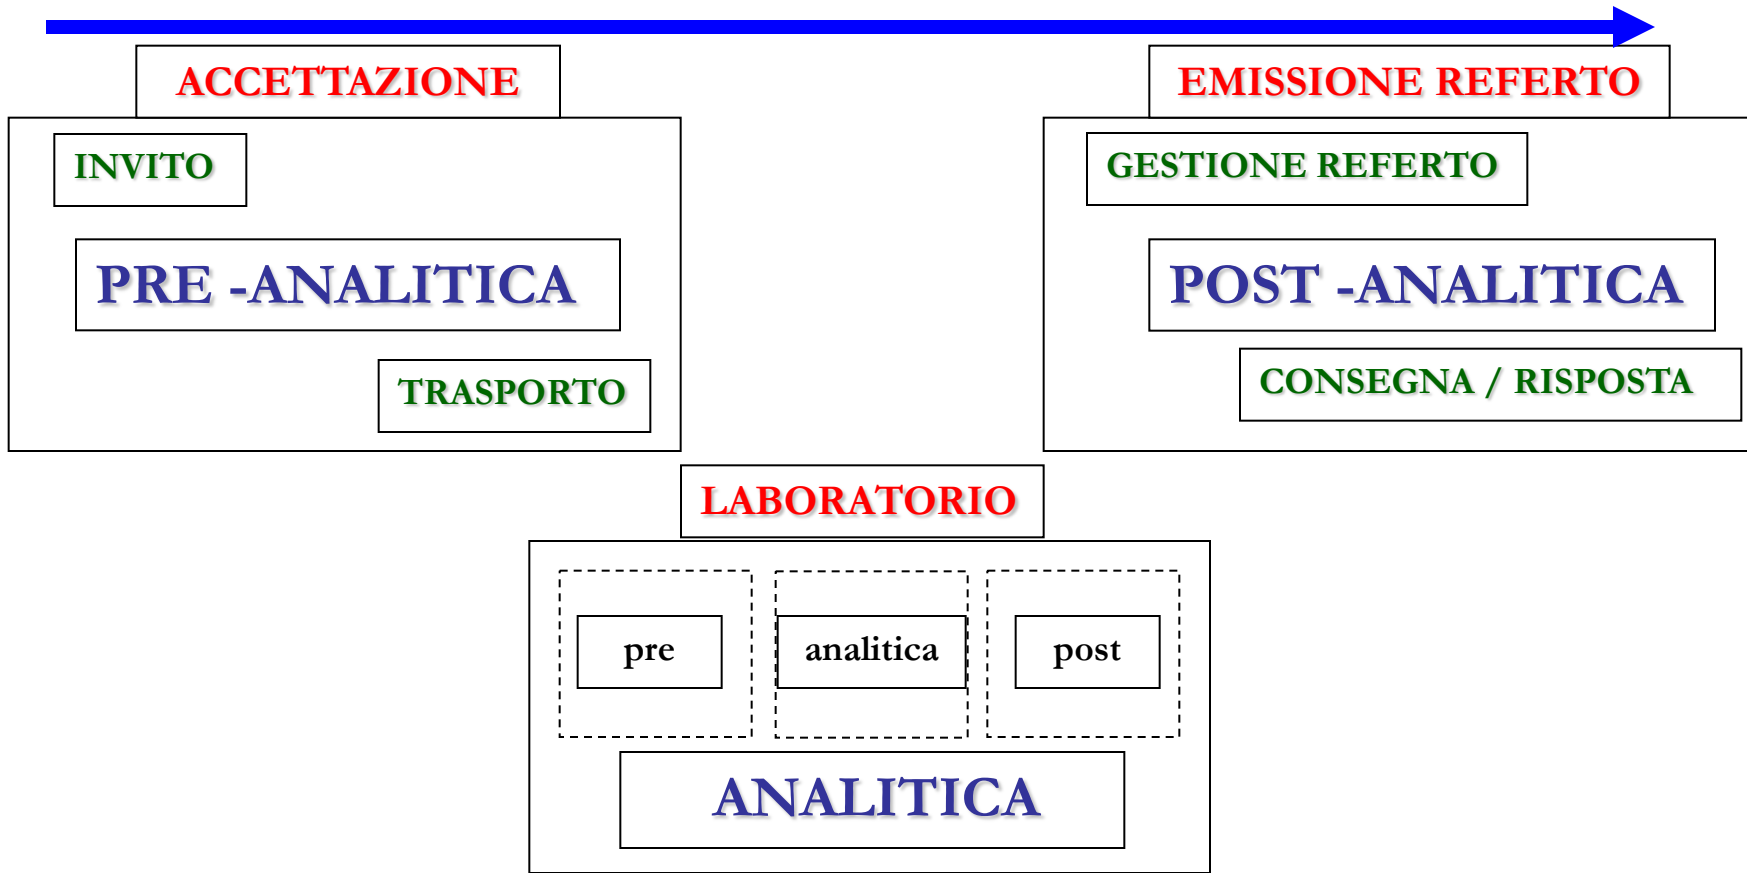 ACCETTAZIONE
INVITO
PRE -ANALITICA
TRASPORTO
EMISSIONE REFERTO
GESTIONE REFERTO
POST -ANALITICA
CONSEGNA / RISPOSTA
LABORATORIO
pre
analitica
post
ANALITICA